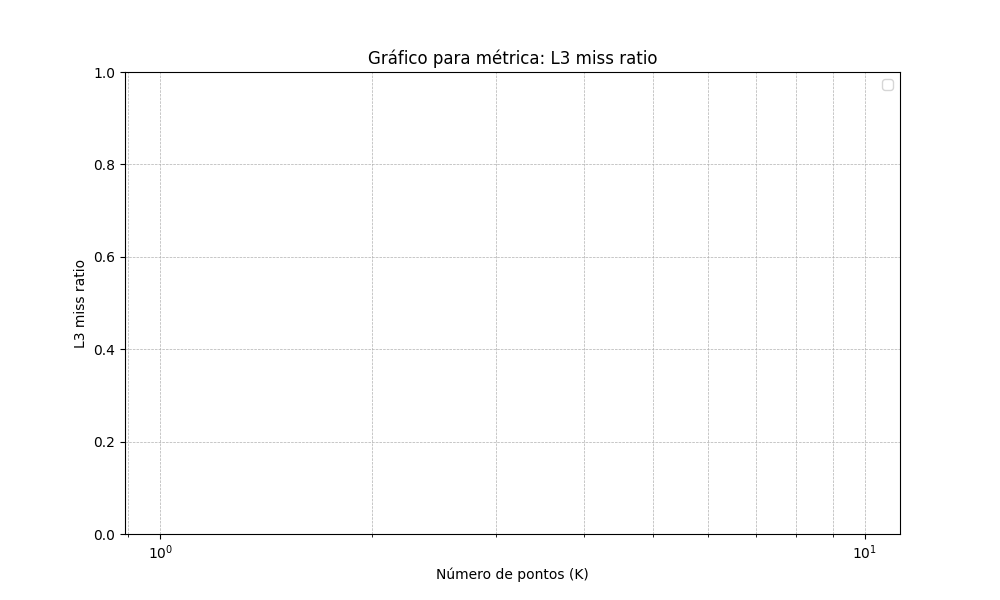 Gráfico para métrica: L3 miss ratio
1.0
0.8
0.6
0.4
0.2
0.0
L3 miss ratio
10⁰
10¹
Número de pontos (K)